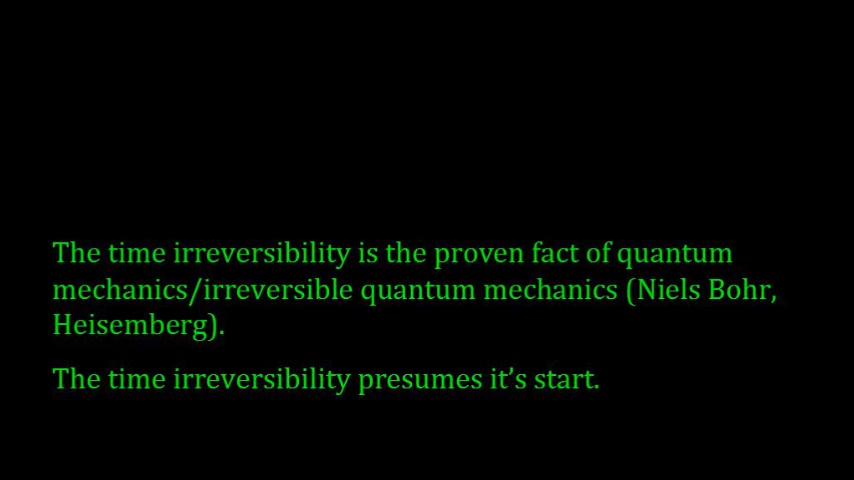 The time irreversibility is the proven fact of quantum
mechanics/irreversible quantum mechanics (Niels Bohr,
Heisemberg).
The time irreversibility presumes it’s start.